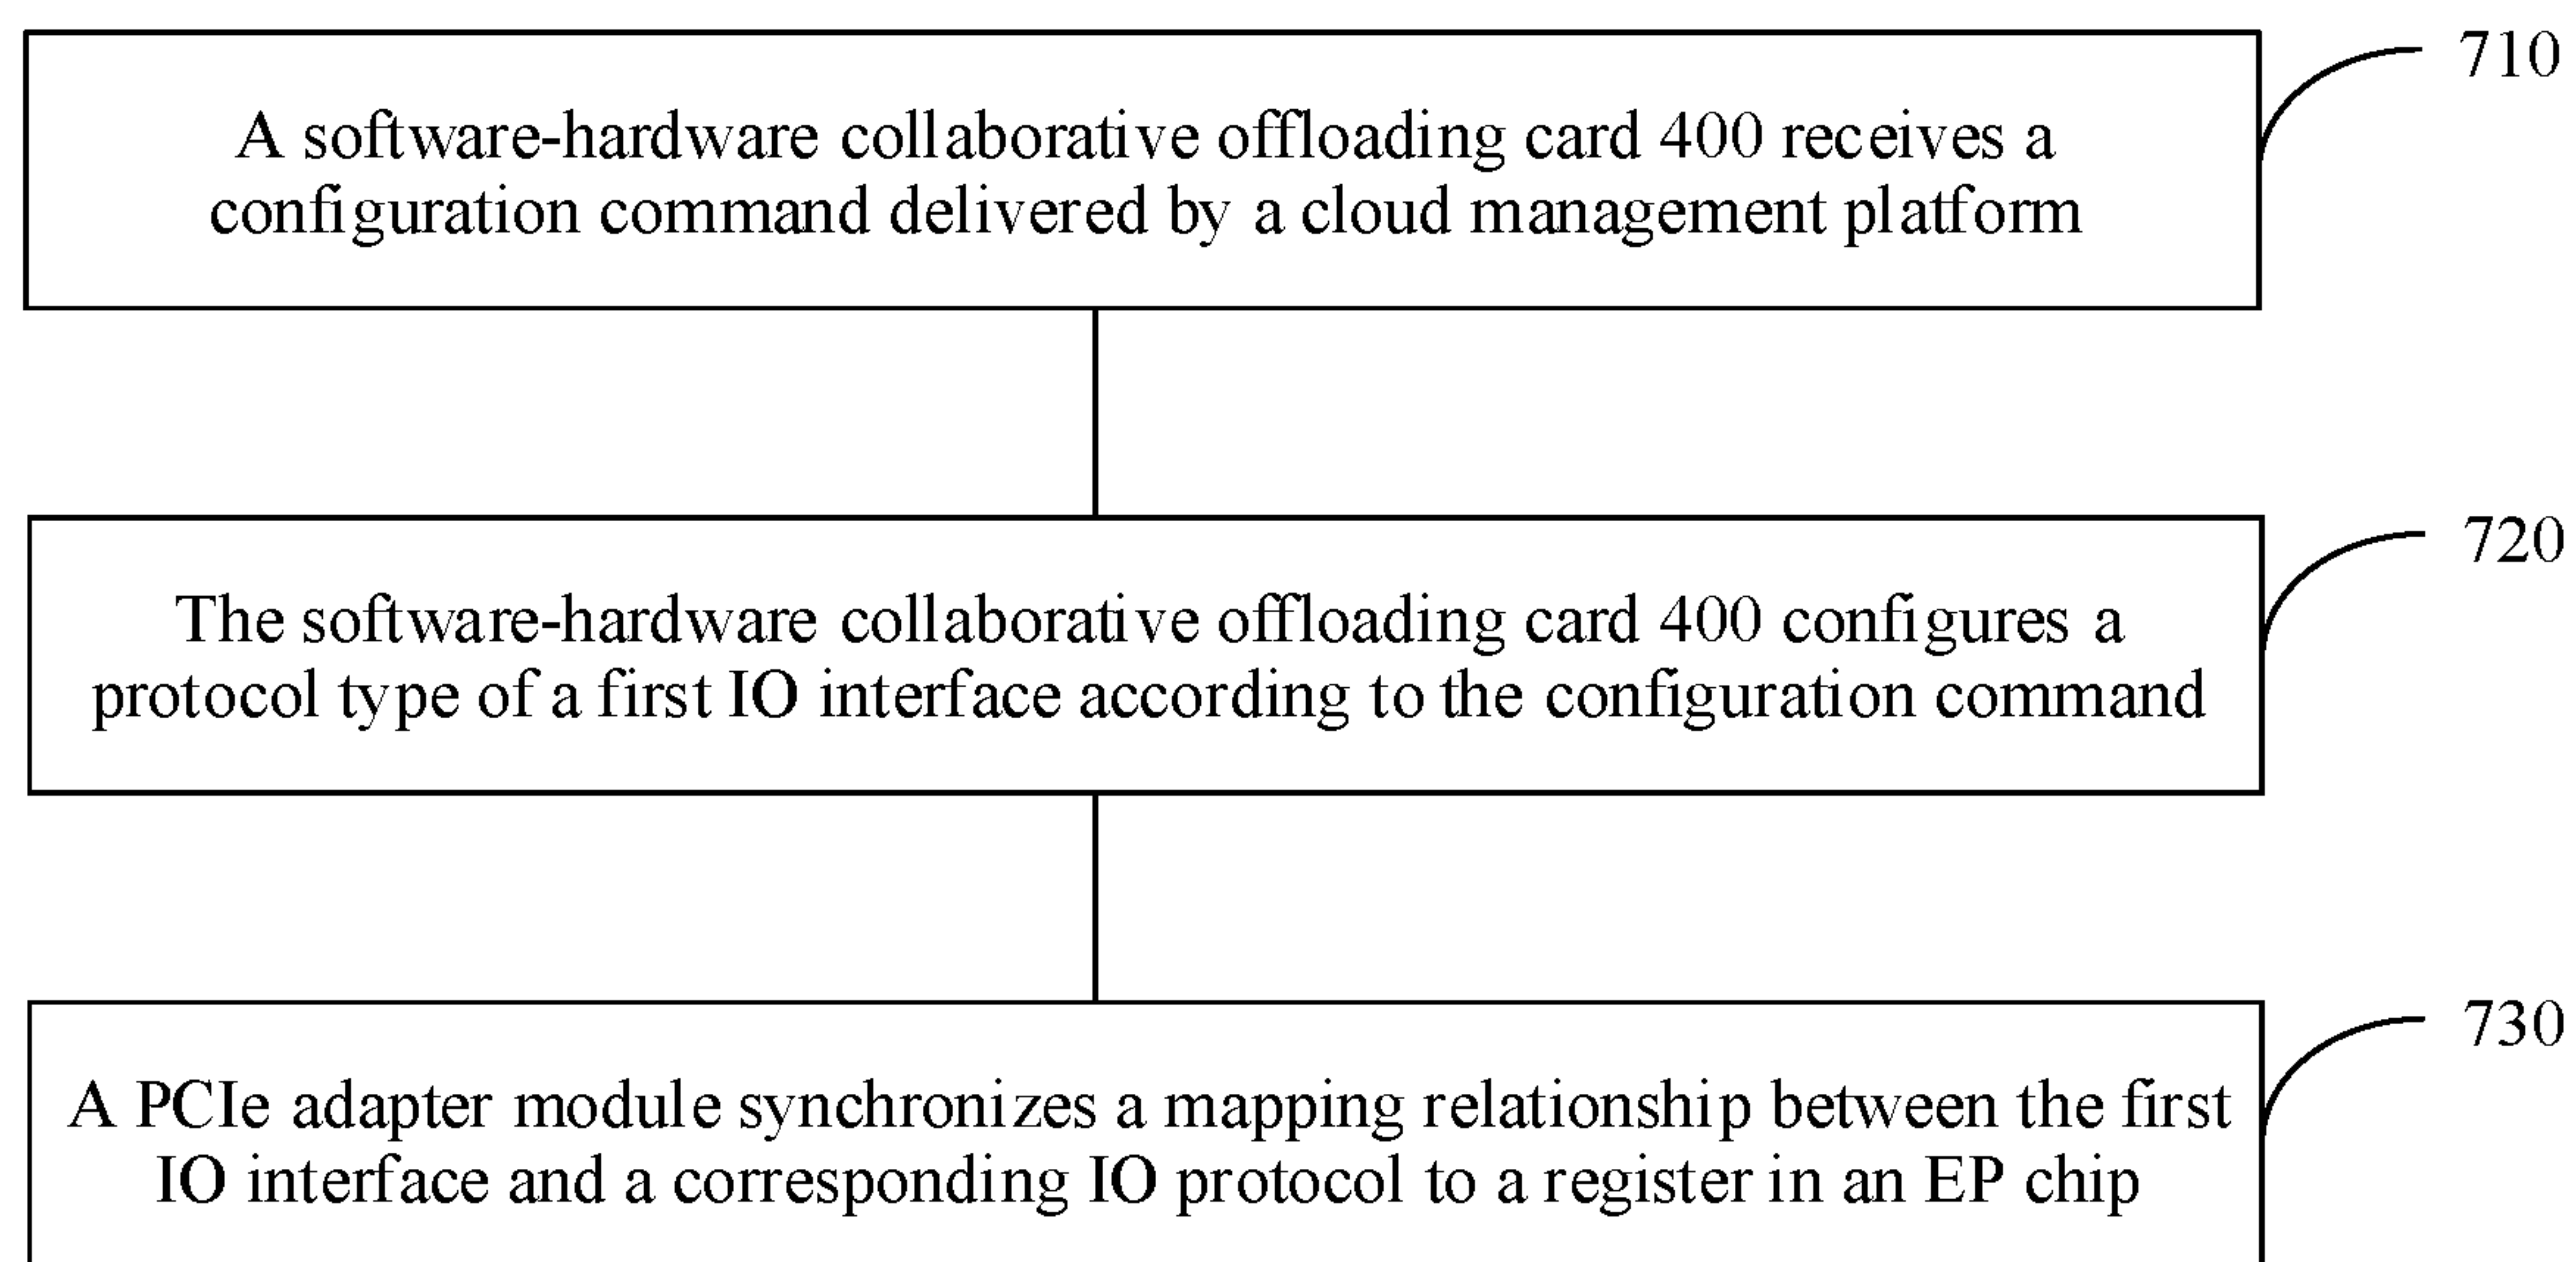 710
A software-hardware collaborative offloading card 400 receives a
configuration command delivered by a cloud management platform
720
The software-hardware collaborative offloading card 400 configures a
protocol type of a first IO interface according to the configuration command
730
A PCIe adapter module synchronizes a mapping relationship between the first
IO interface and a corresponding IO protocol to a register in an EP chip